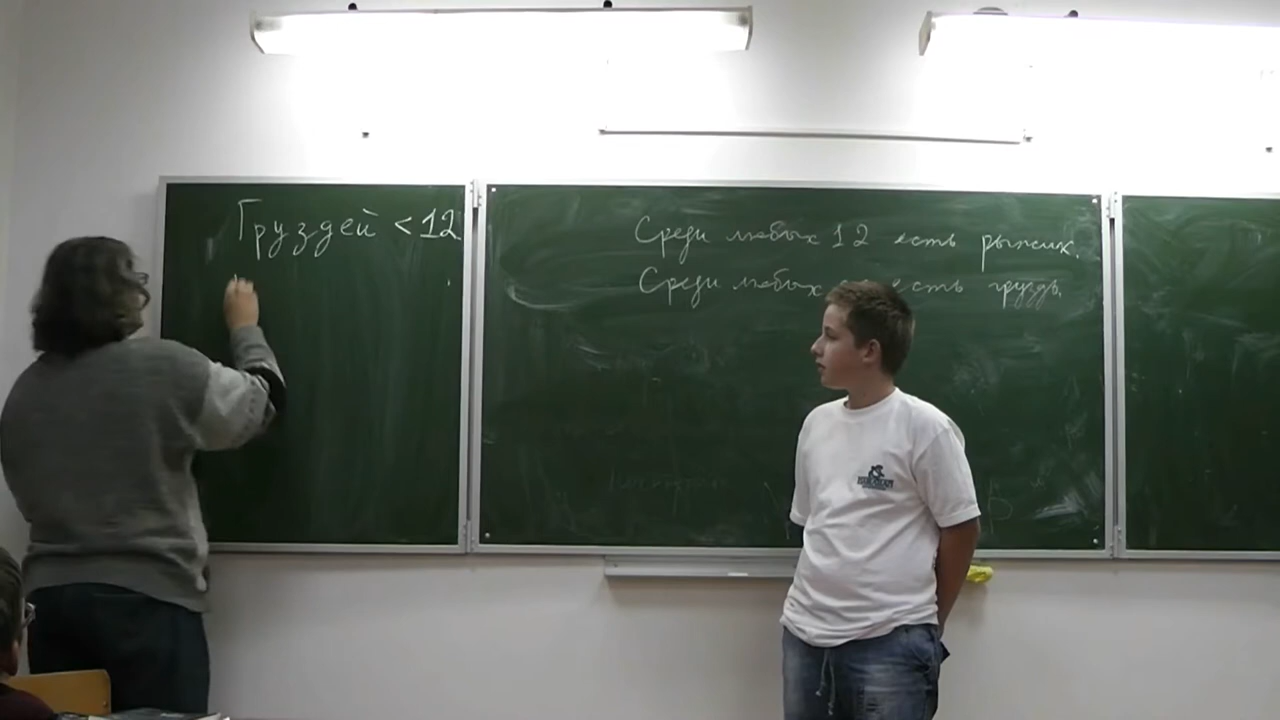 Груздей < 12
Среди любых 12 есть рыжик.
Среди любых есть груздь.